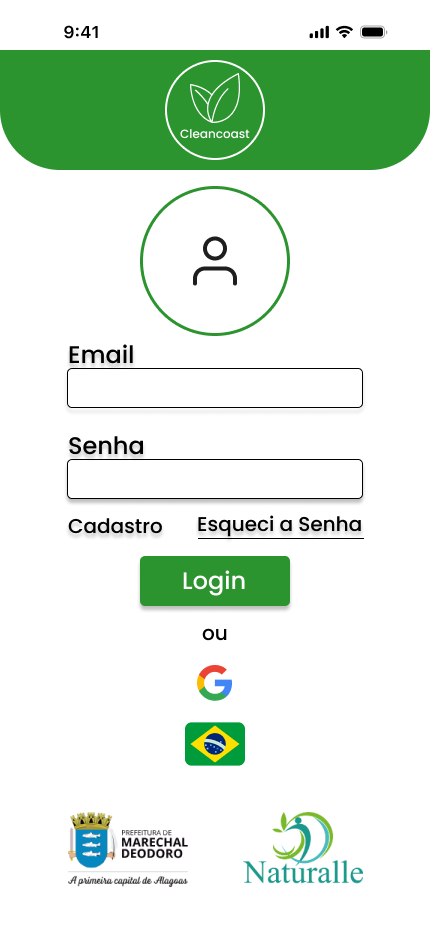 9:41
Cleancoast
Email
Senha
Cadastro
Esqueci a Senha
Login
ou
PREFEITURA DE
MARECHAL
DEODORO
A primeira capital de Alagoas
Naturalle